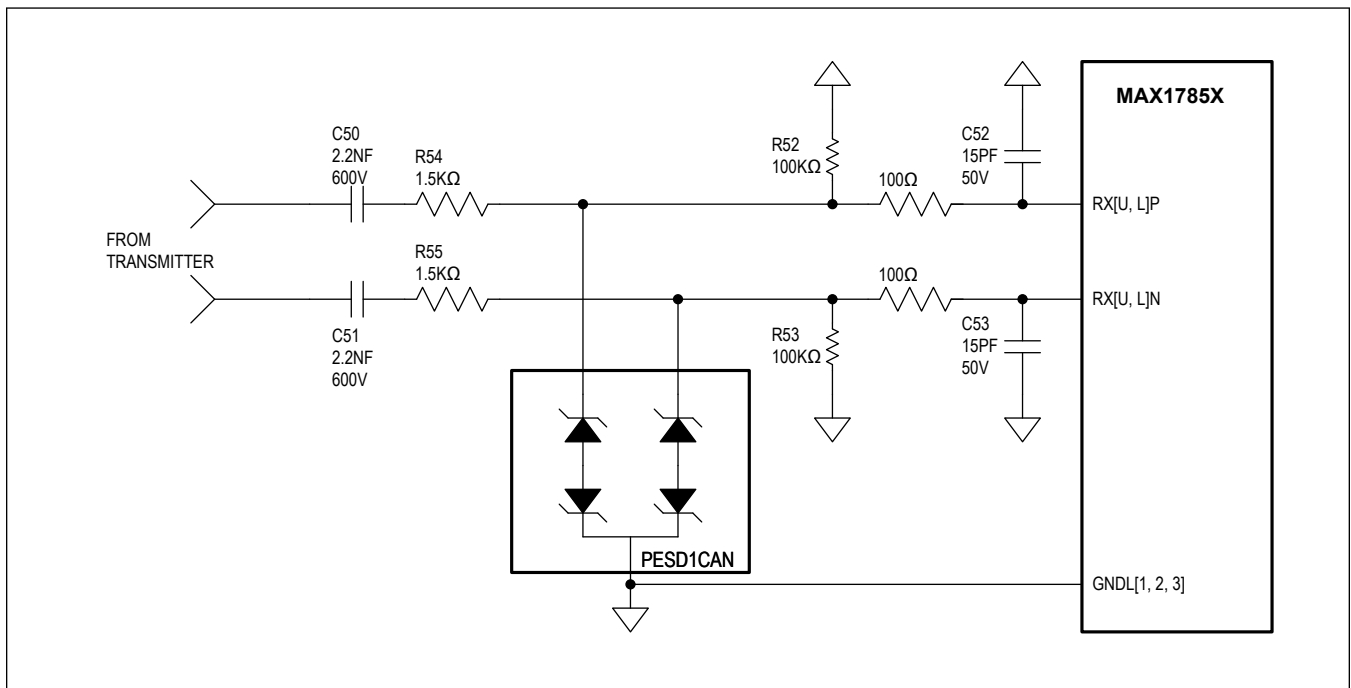 MAX1785X
C50
2.2NF
600V
R54
1.5KΩ
R52
100KΩ
100Ω
C52
15PF
50V
RX[U, L]P
FROM
TRANSMITTER
R55
1.5KΩ
100Ω
RX[U, L]N
C51
2.2NF
600V
R53
100KΩ
C53
15PF
50V
PESD1CAN
GNDL[1, 2, 3]